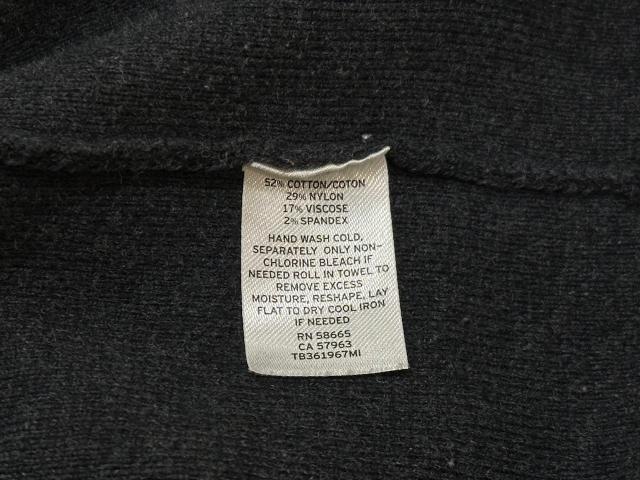 52% COTTON/COTON
29% NYLON
17% VISCOSE
2% SPANDEX
HAND WASH COLD,
SEPARATELY ONLY NON-
CHLORINE BLEACH IF
NEEDED ROLL IN TOWEL TO
REMOVE EXCESS
MOISTURE, RESHAPE, LAY
FLAT TO DRY COOL IRON
IF NEEDED
RN 58665
CA 57963
TB361967MI